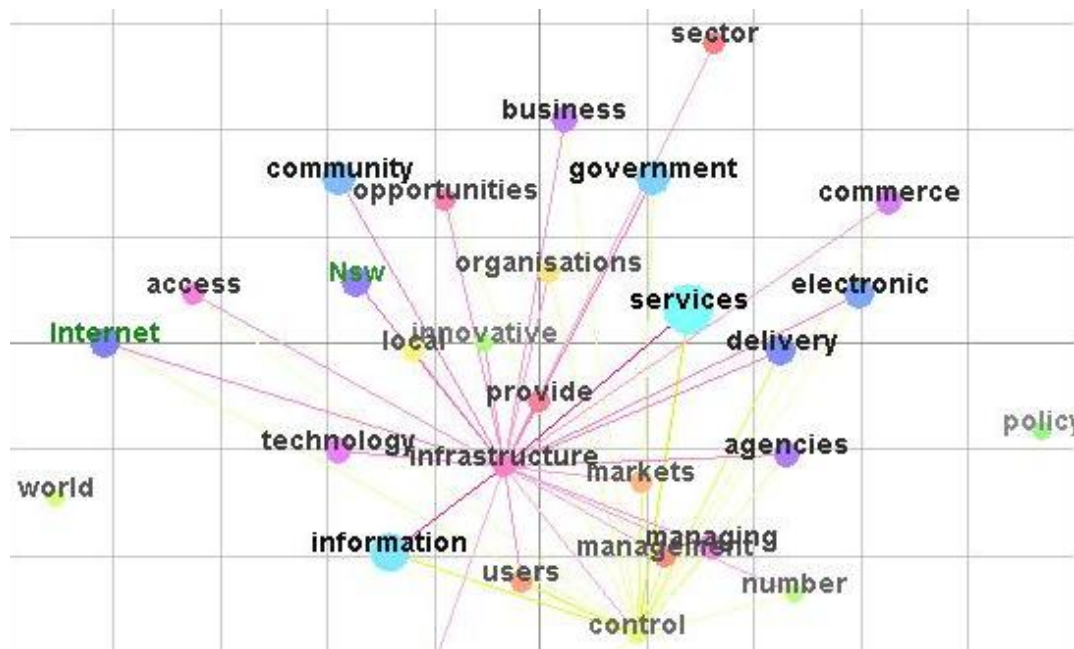 sector
business
community
government
opportunities
commerce
organisations
Nsw
access
electronic
services
Internet
innovative
local
delivery
provide
policy
technology
agencies
infrastructure
markets
world
information
managing
management
users
number
control